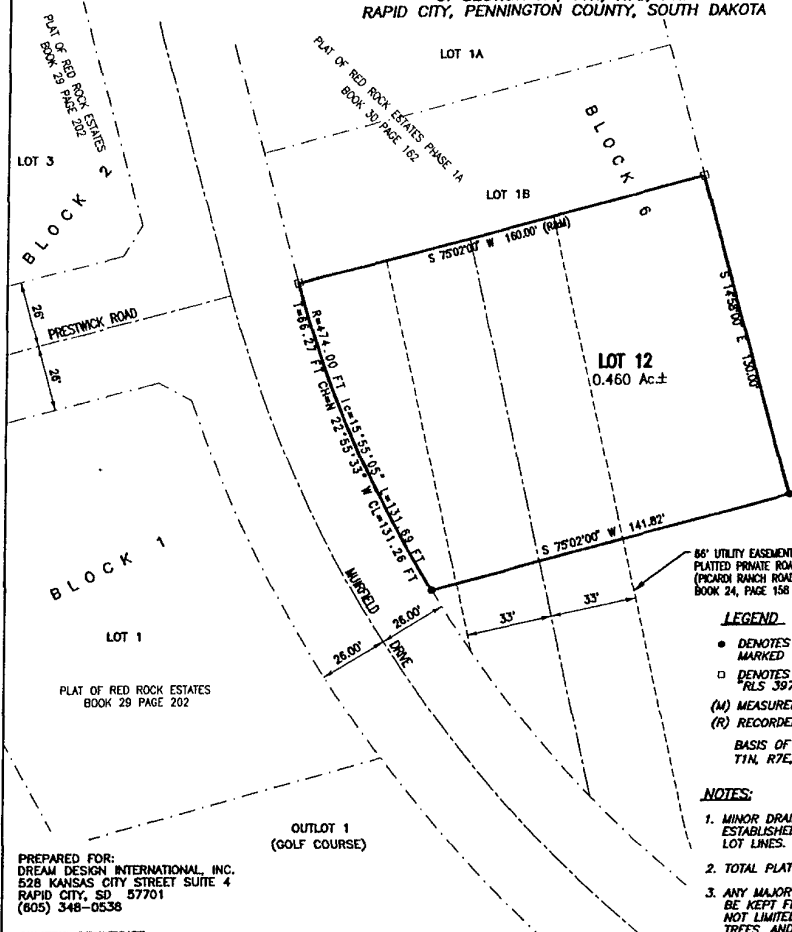 RAPID CITY, PENNINGTON COUNTY, SOUTH DAKOTA
PLAT OF RED ROCK ESTATES
BOOK 29 PAGE 202
LOT 1A
PLAT OF RED ROCK ESTATES PHASE 1A
BOOK 30 PAGE 162
BLOCK 6
LOT 3
BLOCK 2
LOT 1B
S 75°02'00" W 160.00' (R&M)
26'
PRESTWICK ROAD
26'
R=474.00 FT Ic=15°55'05" L=131.69 FT
T=66.27 FT CH=N 22°55'33" W CL=131.26 FT
S 14°58'00" E 130.00'
LOT 12
0.460 Ac.±
S 75°02'00" W 141.82'
BLOCK 1
LOT 1
PLAT OF RED ROCK ESTATES
BOOK 29 PAGE 202
MUIRFIELD
DRIVE
26.00'
26.00'
33'
33'
66' UTILITY EASEMENT
PLATTED PRIVATE ROA
(PICARDI RANCH ROAD
BOOK 24, PAGE 158
LEGEND
● DENOTES
MARKED
□ DENOTES
"RLS 397
(M) MEASURE
(R) RECORDE
BASIS OF
T1N, R7E,
NOTES:
1. MINOR DRAI
ESTABLISHE
LOT LINES.
2. TOTAL PLAT
3. ANY MAJOR
BE KEPT F
NOT LIMITE
TREES, AND
OUTLOT 1
(GOLF COURSE)
PREPARED FOR:
DREAM DESIGN INTERNATIONAL, INC.
528 KANSAS CITY STREET SUITE 4
RAPID CITY, SD 57701
(605) 348-0538